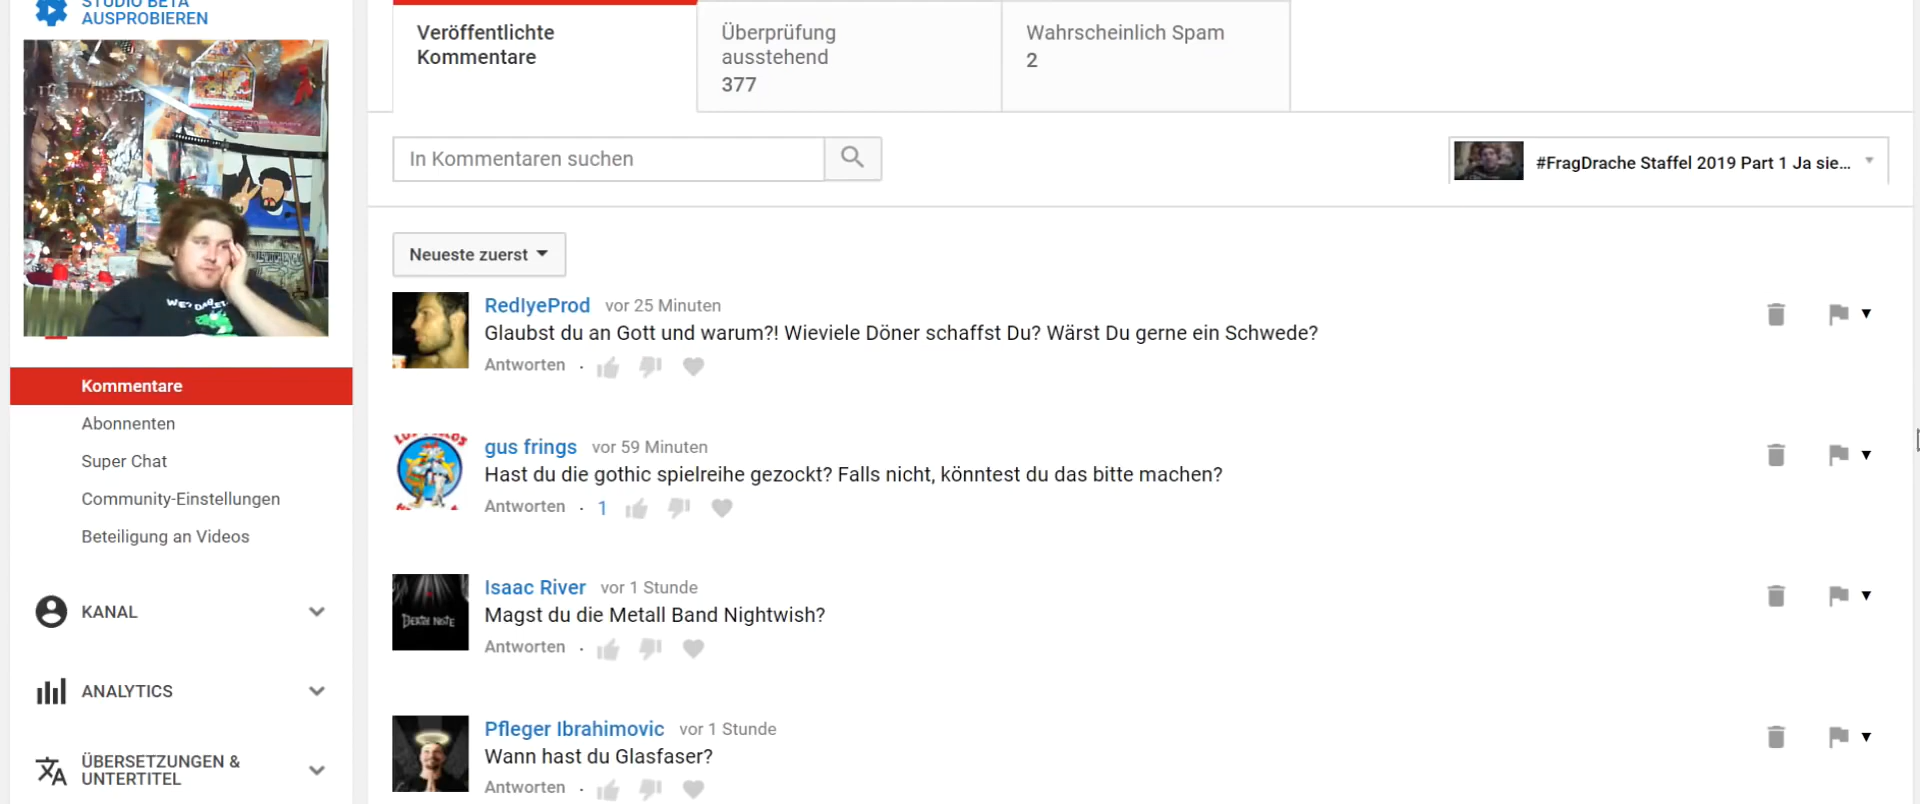 STUDIO BETA
AUSPROBIEREN
Kommentare
Abonnenten
Super Chat
Community-Einstellungen
Beteiligung an Videos
KANAL
ANALYTICS
ÜBERSETZUNGEN &
UNTERTITEL
Veröffentlichte
Kommentare
Überprüfung
ausstehend
377
Wahrscheinlich Spam
2
In Kommentaren suchen
#FragDrache Staffel 2019 Part 1 Ja sie...
Neueste zuerst
RedIyeProd vor 25 Minuten
Glaubst du an Gott und warum?! Wieviele Döner schaffst Du? Wärst Du gerne ein Schwede?
Antworten
gus frings vor 59 Minuten
Hast du die gothic spielreihe gezockt? Falls nicht, könntest du das bitte machen?
Antworten · 1
DEATH NOTE
Isaac River vor 1 Stunde
Magst du die Metall Band Nightwish?
Antworten
Pfleger Ibrahimovic vor 1 Stunde
Wann hast du Glasfaser?
Antworten